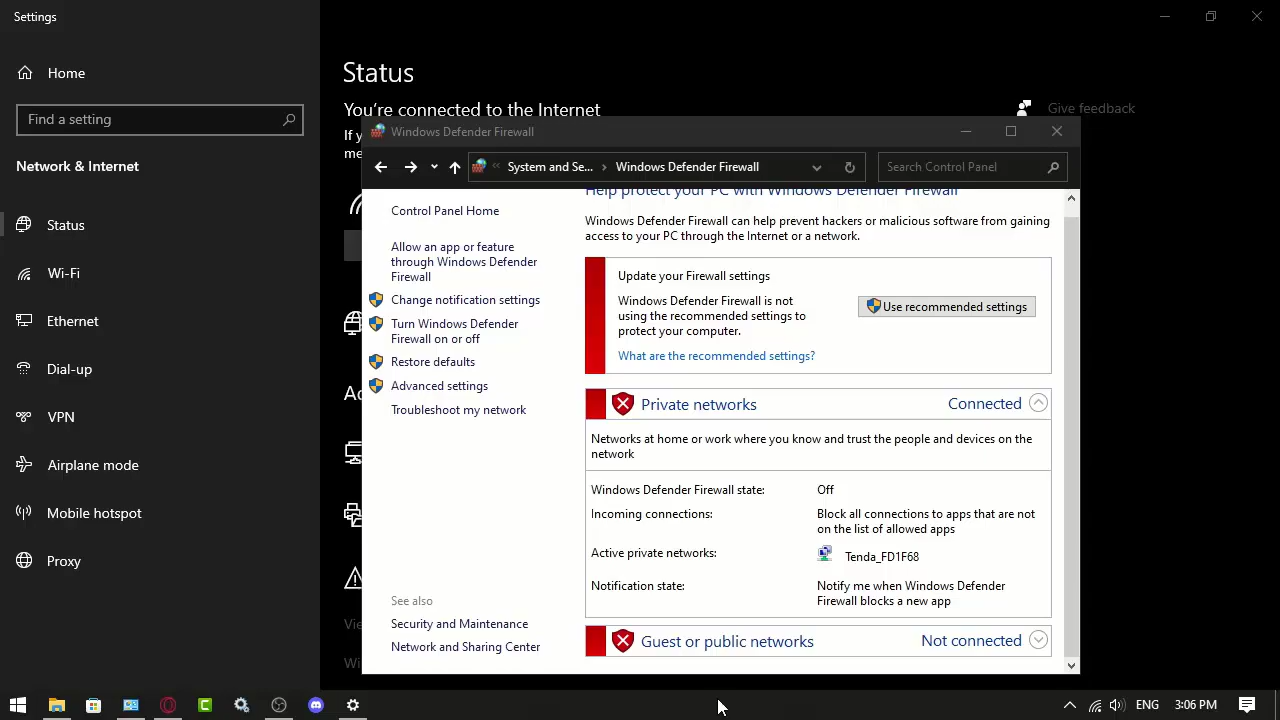 Settings
Home
Find a setting
Network & Internet
Status
Wi-Fi
Ethernet
Dial-up
VPN
Airplane mode
Mobile hotspot
Proxy
Status
You're connected to the Internet
Give feedback
Windows Defender Firewall
System and Se...
Windows Defender Firewall
Search Control Panel
Control Panel Home
Allow an app or feature
through Windows Defender
Firewall
Change notification settings
Turn Windows Defender
Firewall on or off
Restore defaults
Advanced settings
Troubleshoot my network
See also
Security and Maintenance
Network and Sharing Center
Help protect your PC with Windows Defender Firewall
Windows Defender Firewall can help prevent hackers or malicious software from gaining
access to your PC through the Internet or a network.
Update your Firewall settings
Windows Defender Firewall is not
using the recommended settings to
protect your computer.
Use recommended settings
What are the recommended settings?
Private networks
Connected
Networks at home or work where you know and trust the people and devices on the
network
Windows Defender Firewall state:
Off
Incoming connections:
Block all connections to apps that are not
on the list of allowed apps
Active private networks:
Tenda_FD1F68
Notification state:
Notify me when Windows Defender
Firewall blocks a new app
Guest or public networks
Not connected
ENG
3:06 PM